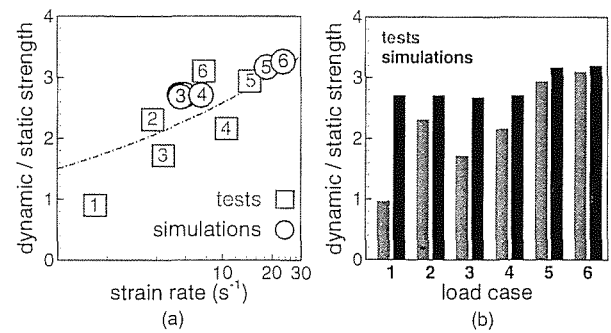 dynamic / static strength
4
3
2
1
0
1
2
3
4
5
6
3
4
5
6
tests
simulations
10
20
30
strain rate (s⁻¹)
(a)
dynamic / static strength
4
3
2
1
0
tests
simulations
1 2 3 4 5 6
load case
(b)